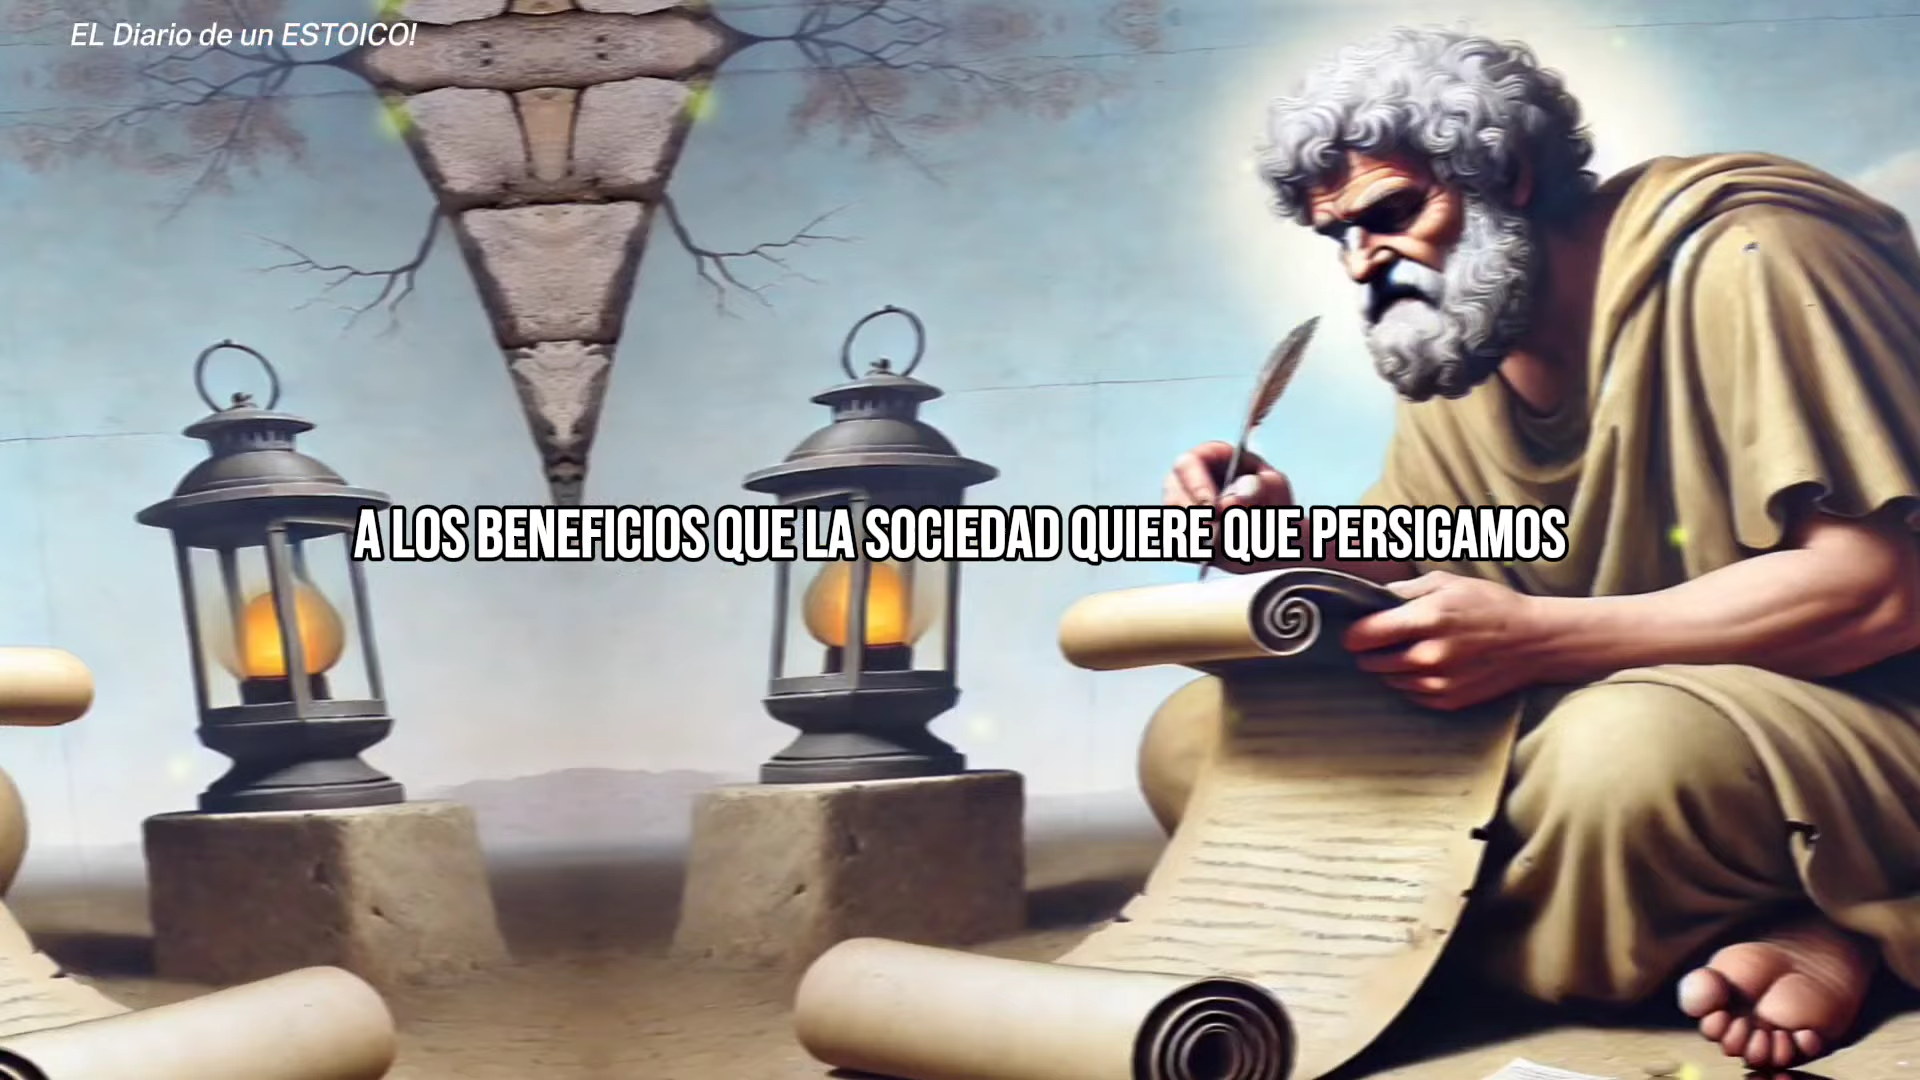 EL Diario de un ESTOICO!
A LOS BENEFICIOS QUE LA SOCIEDAD QUIERE QUE PERSIGAMOS